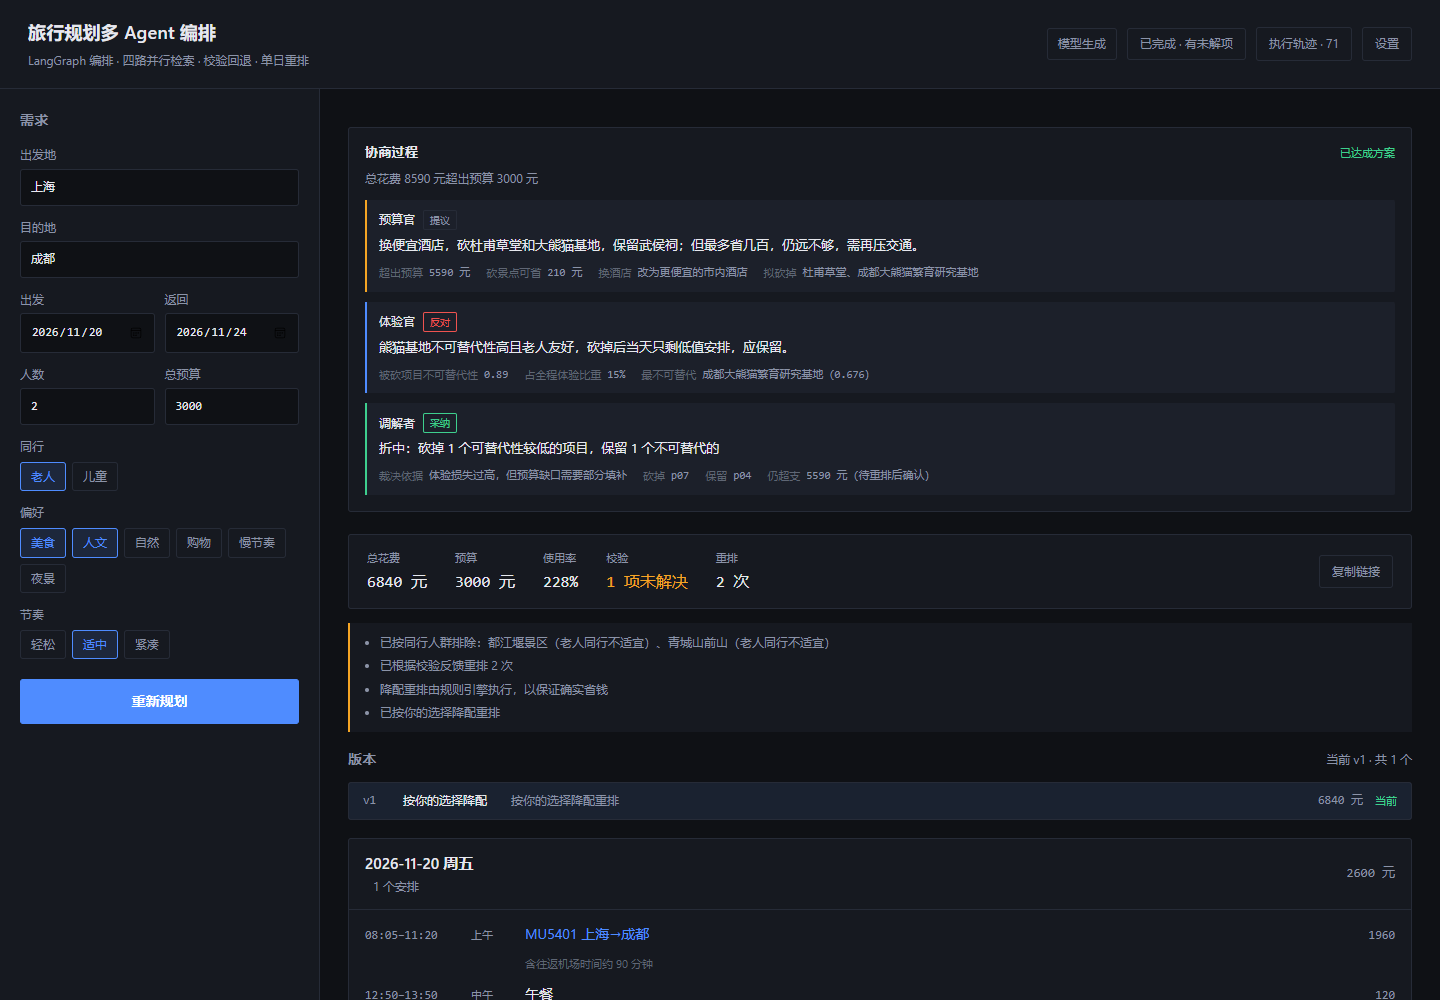 旅行规划多 Agent 编排
LangGraph 编排 · 四路并行检索 · 校验回退 · 单日重排
模型生成
已完成 · 有未解项
执行轨迹 · 71
设置
需求
出发地
上海
目的地
成都
出发 返回
2026/11/20 2026/11/24
人数 总预算
2 3000
同行
老人 儿童
偏好
美食 人文 自然 购物 慢节奏
夜景
节奏
轻松 适中 紧凑
重新规划
协商过程 已达成方案
总花费 8590 元超出预算 3000 元
预算官 提议
换便宜酒店，砍杜甫草堂和大熊猫基地，保留武侯祠；但最多省几百，仍远不够，需再压交通。
超出预算 5590 元 砍景点可省 210 元 换酒店 改为更便宜的市内酒店 拟砍掉 杜甫草堂、成都大熊猫繁育研究基地
体验官 反对
熊猫基地不可替代性高且老人友好，砍掉后当天只剩低值安排，应保留。
被砍项目不可替代性 0.89 占全程体验比重 15% 最不可替代 成都大熊猫繁育研究基地 (0.676)
调解者 采纳
折中：砍掉 1 个可替代性较低的项目，保留 1 个不可替代的
裁决依据 体验损失过高，但预算缺口需要部分填补 砍掉 p07 保留 p04 仍超支 5590 元（待重排后确认）
总花费 预算 使用率 校验 重排
6840 元 3000 元 228% 1 项未解决 2 次
复制链接
• 已按同行人群排除：都江堰景区（老人同行不适宜）、青城山前山（老人同行不适宜）
• 已根据校验反馈重排 2 次
• 降配重排由规则引擎执行，以保证确实省钱
• 已按你的选择降配重排
版本 当前 v1 · 共 1 个
v1 按你的选择降配 按你的选择降配重排 6840 元 当前
2026-11-20 周五
1 个安排
2600 元
08:05–11:20 上午 MU5401 上海→成都 1960
含往返机场时间约 90 分钟
12:50–13:50 中午 午餐 120